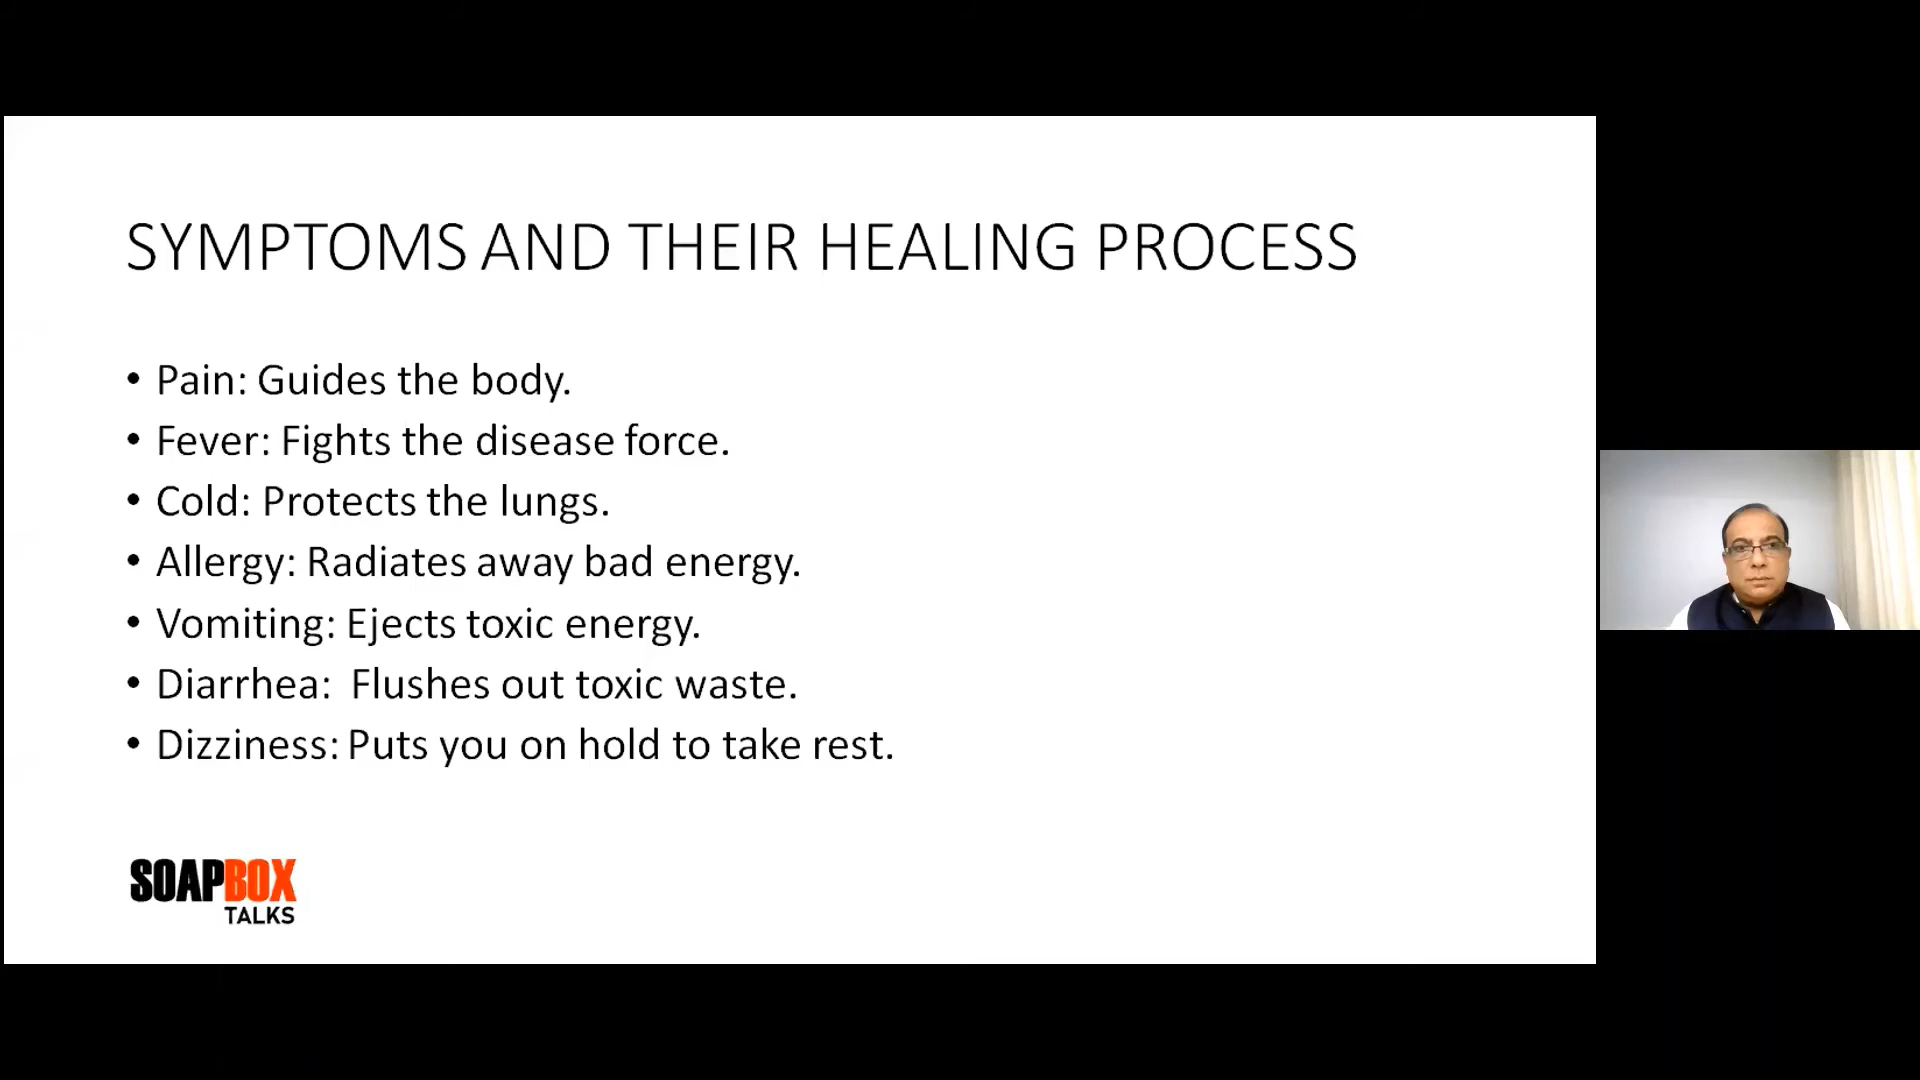 SYMPTOMS AND THEIR HEALING PROCESS
• Pain: Guides the body.
• Fever: Fights the disease force.
• Cold: Protects the lungs.
• Allergy: Radiates away bad energy.
• Vomiting: Ejects toxic energy.
• Diarrhea:  Flushes out toxic waste.
• Dizziness: Puts you on hold to take rest.
SOAPBOX
TALKS